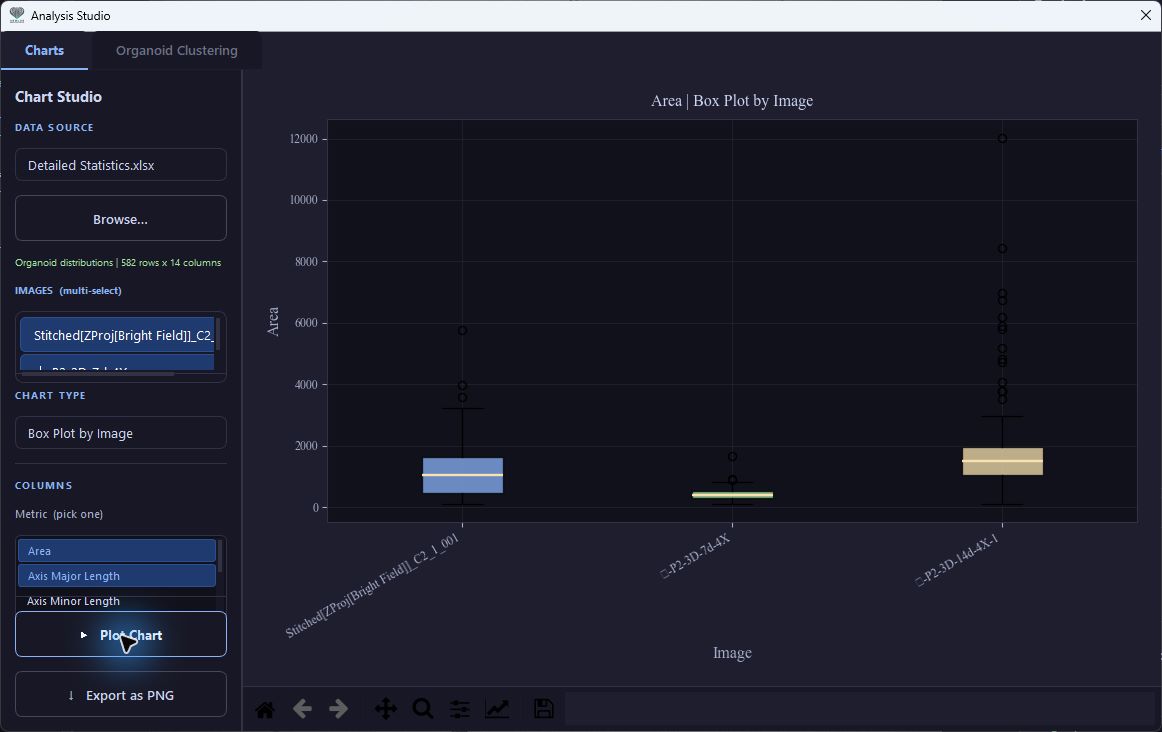 Analysis Studio
Charts
Organoid Clustering
Chart Studio
DATA SOURCE
Detailed Statistics.xlsx
Browse...
Organoid distributions | 582 rows x 14 columns
IMAGES (multi-select)
Stitched[ZProj[Bright Field]]_C2_
CHART TYPE
Box Plot by Image
COLUMNS
Metric (pick one)
Area
Axis Major Length
Axis Minor Length
Plot Chart
↓ Export as PNG
Area | Box Plot by Image
12000
10000
8000
6000
4000
2000
0
Area
Stitched[ZProj[Bright Field]]_C2_1_001
-P2-3D-7d-4X
-P2-3D-14d-4X-1
Image